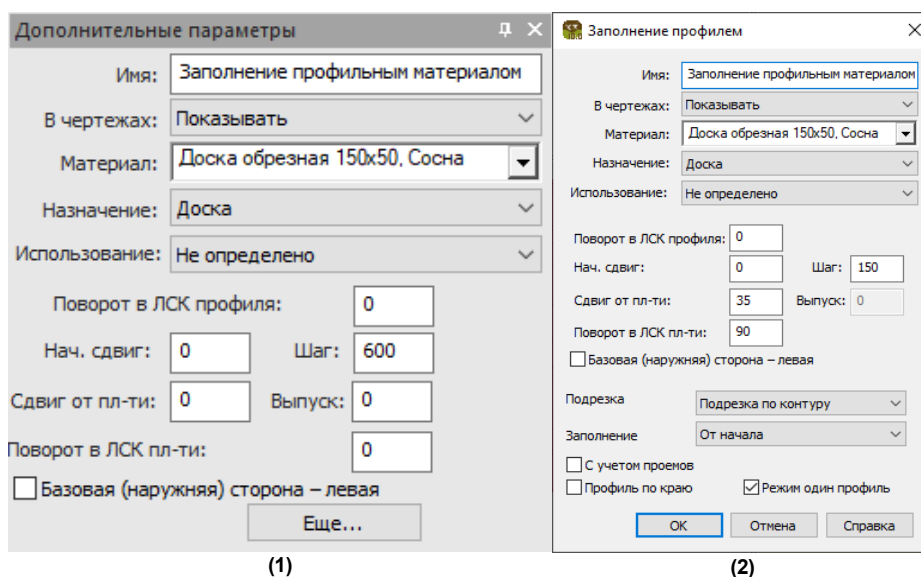 Дополнительные параметры
Имя: Заполнение профильным материалом
В чертежах: Показывать
Материал: Доска обрезная 150x50, Сосна
Назначение: Доска
Использование: Не определено
Поворот в ЛСК профиля: 0
Нач. сдвиг: 0 Шаг: 600
Сдвиг от пл-ти: 0 Выпуск: 0
Поворот в ЛСК пл-ти: 0
Базовая (наружняя) сторона – левая
Еще...
(1)
Заполнение профилем
Имя: Заполнение профильным материалом
В чертежах: Показывать
Материал: Доска обрезная 150x50, Сосна
Назначение: Доска
Использование: Не определено
Поворот в ЛСК профиля: 0
Нач. сдвиг: 0 Шаг: 150
Сдвиг от пл-ти: 35 Выпуск: 0
Поворот в ЛСК пл-ти: 90
Базовая (наружняя) сторона – левая
Подрезка Подрезка по контуру
Заполнение От начала
С учетом проемов
Профиль по краю Режим один профиль
OK Отмена Справка
(2)